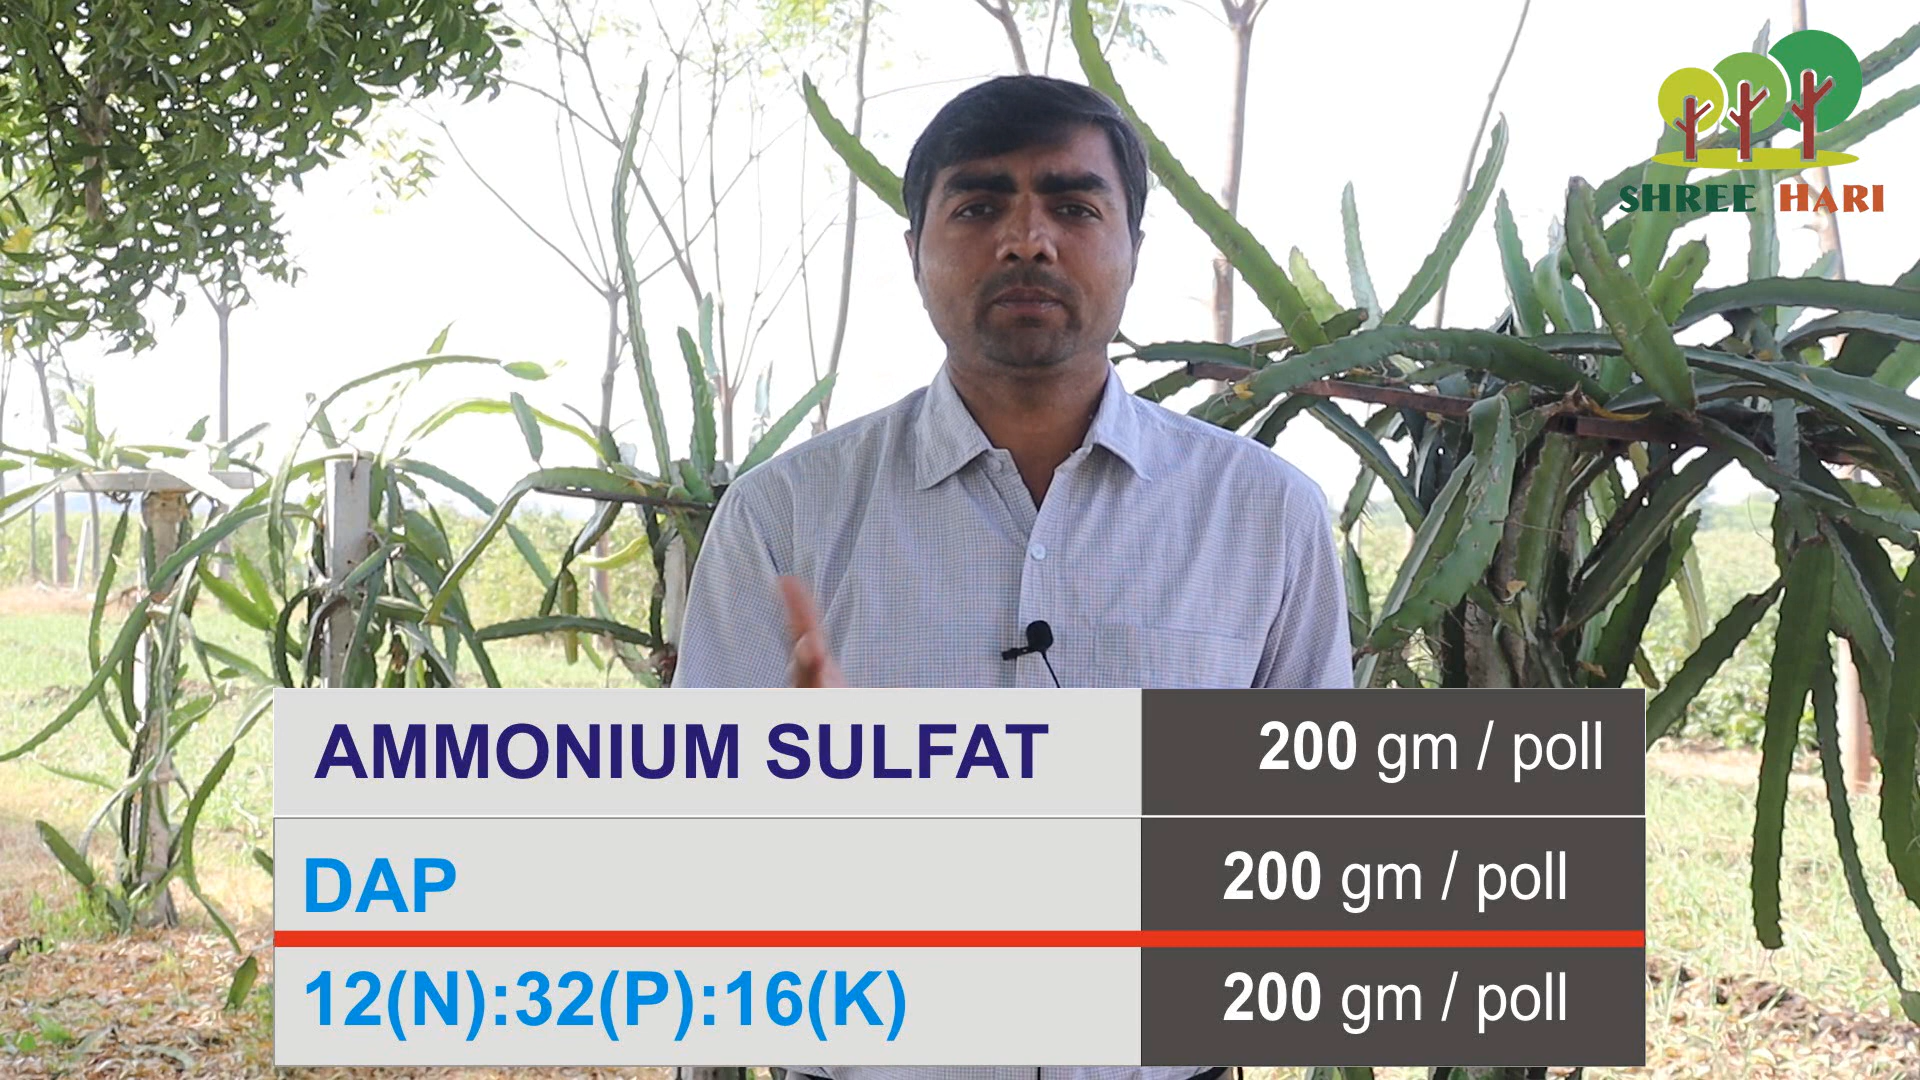 SHREE HARI
AMMONIUM SULFAT 200 gm / poll
DAP 200 gm / poll
12(N):32(P):16(K) 200 gm / poll